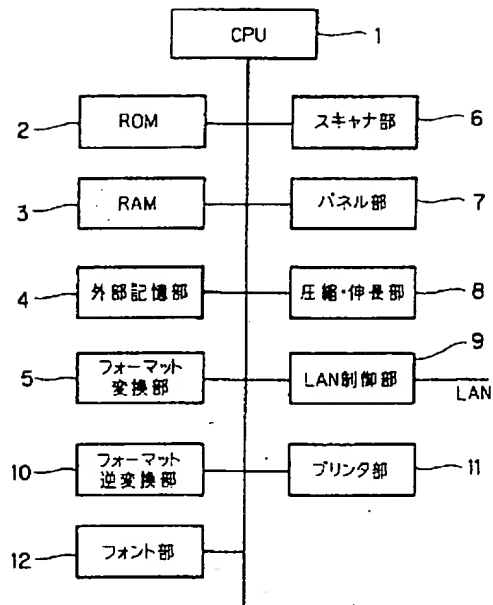 CPU
1
2
ROM
スキャナ部
6
3
RAM
パネル部
7
4
外部記憶部
圧縮・伸長部
8
5
フォーマット
変換部
LAN制御部
9
LAN
10
フォーマット
逆変換部
プリンタ部
11
12
フォント部